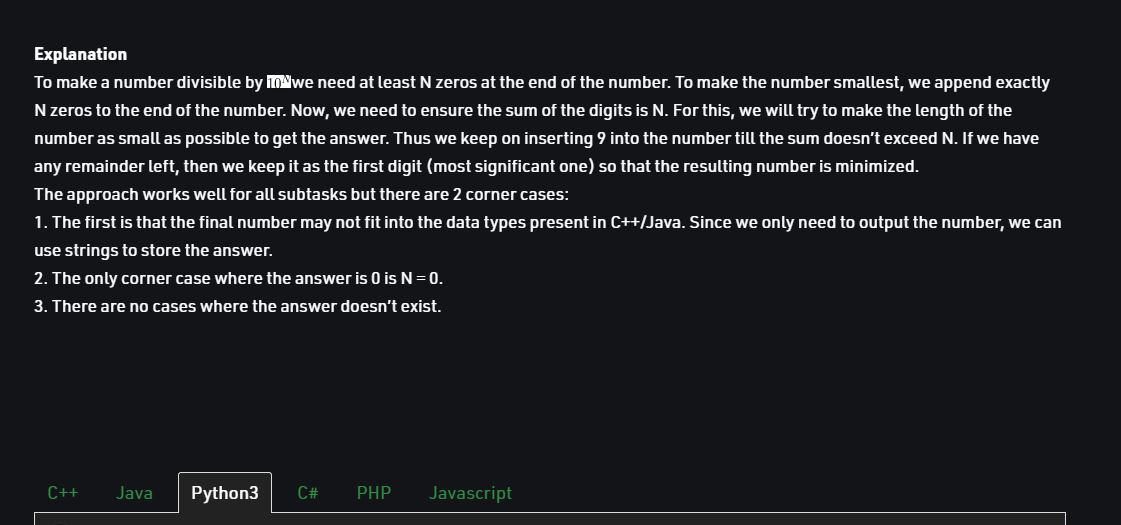 Explanation
To make a number divisible by 10^N we need at least N zeros at the end of the number. To make the number smallest, we append exactly
N zeros to the end of the number. Now, we need to ensure the sum of the digits is N. For this, we will try to make the length of the
number as small as possible to get the answer. Thus we keep on inserting 9 into the number till the sum doesn't exceed N. If we have
any remainder left, then we keep it as the first digit (most significant one) so that the resulting number is minimized.
The approach works well for all subtasks but there are 2 corner cases:
1. The first is that the final number may not fit into the data types present in C++/Java. Since we only need to output the number, we can
use strings to store the answer.
2. The only corner case where the answer is 0 is N = 0.
3. There are no cases where the answer doesn't exist.
C++ Java Python3 C# PHP Javascript